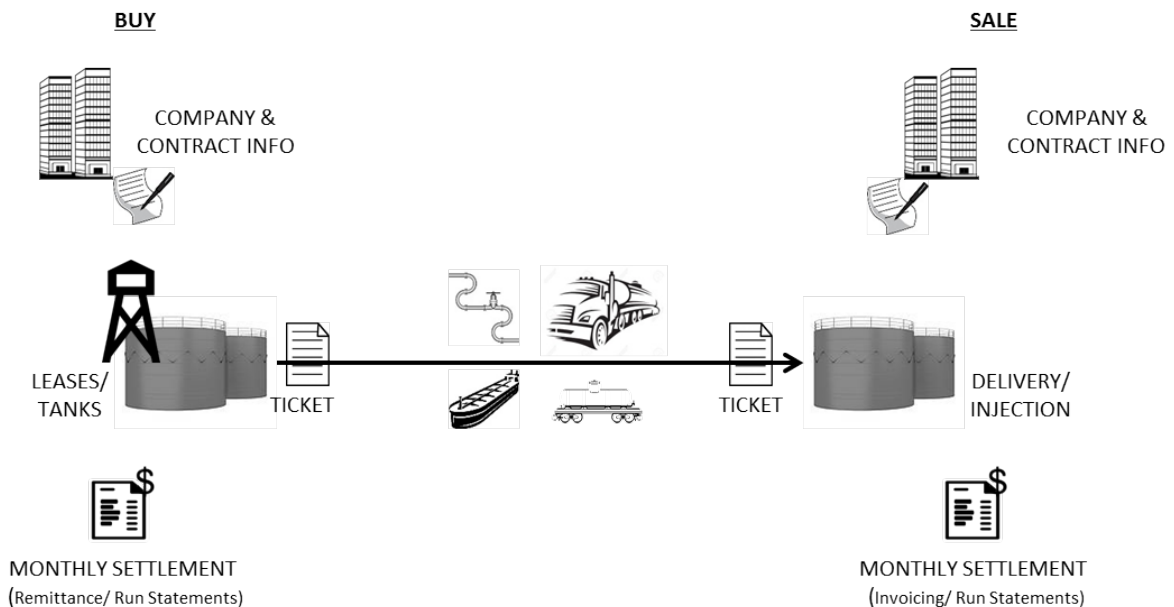 BUY
SALE
COMPANY &
CONTRACT INFO
COMPANY &
CONTRACT INFO
LEASES/
TANKS
TICKET
TICKET
DELIVERY/
INJECTION
MONTHLY SETTLEMENT
(Remittance/ Run Statements)
MONTHLY SETTLEMENT
(Invoicing/ Run Statements)
$
$